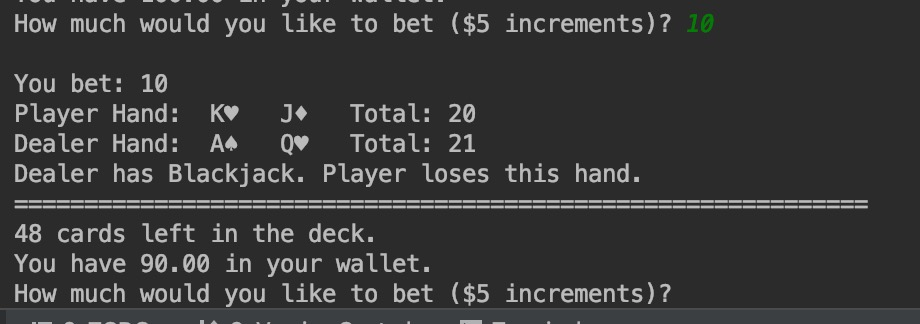 How much would you like to bet ($5 increments)? 10
You bet: 10
Player Hand:  K♥   J♦   Total: 20
Dealer Hand:  A♠   Q♥   Total: 21
Dealer has Blackjack. Player loses this hand.
=============================================================
48 cards left in the deck.
You have 90.00 in your wallet.
How much would you like to bet ($5 increments)?